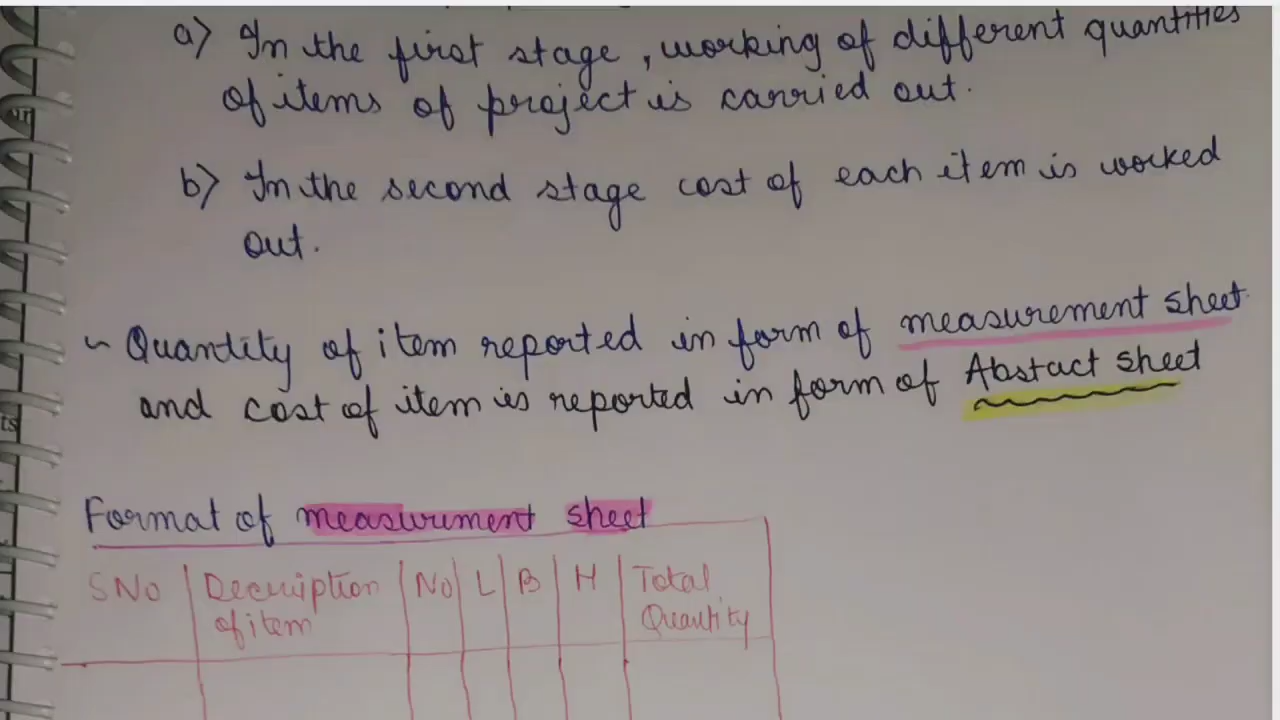 a) In the first stage, working of different quantities
of items of project is carried out.
b) In the second stage cost of each item is worked
out.
~ Quantity of item reported in form of measurement sheet.
and cost of item is reported in form of Abstact sheet
Format of measurment sheet
SNo Decription of item No L B H Total Quantity